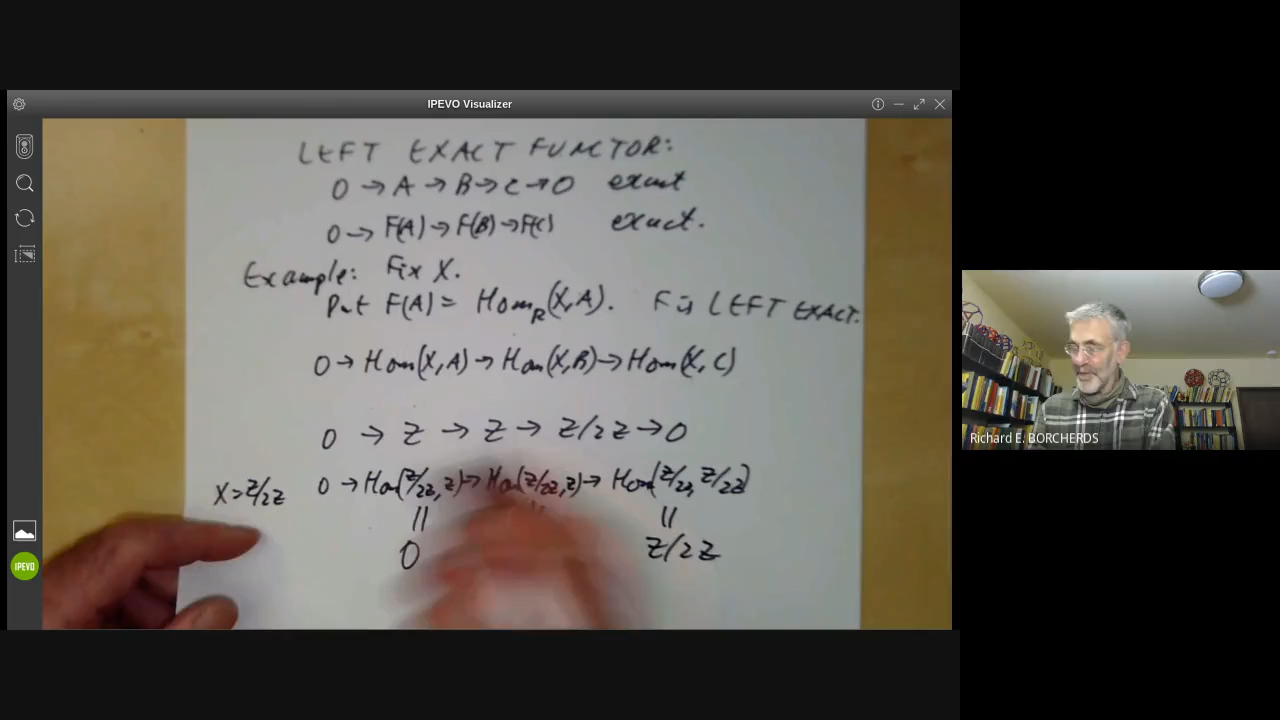 IPEVO Visualizer
LEFT EXACT FUNCTOR:
0 → A → B → C → 0 exact
0 → F(A) → F(B) → F(C) exact.
Example: Fix X.
Put F(A) = Hom_R(X, A). F is LEFT EXACT.
0 → Hom(X, A) → Hom(X, B) → Hom(X, C)
0 → Z → Z → Z/2Z → 0
X = Z/2Z 0 → Hom(Z/2Z, Z) → Hom(Z/2Z, Z) → Hom(Z/2Z, Z/2Z)
|| || ||
0 Z/2Z
IPEVO
Richard E. BORCHERDS